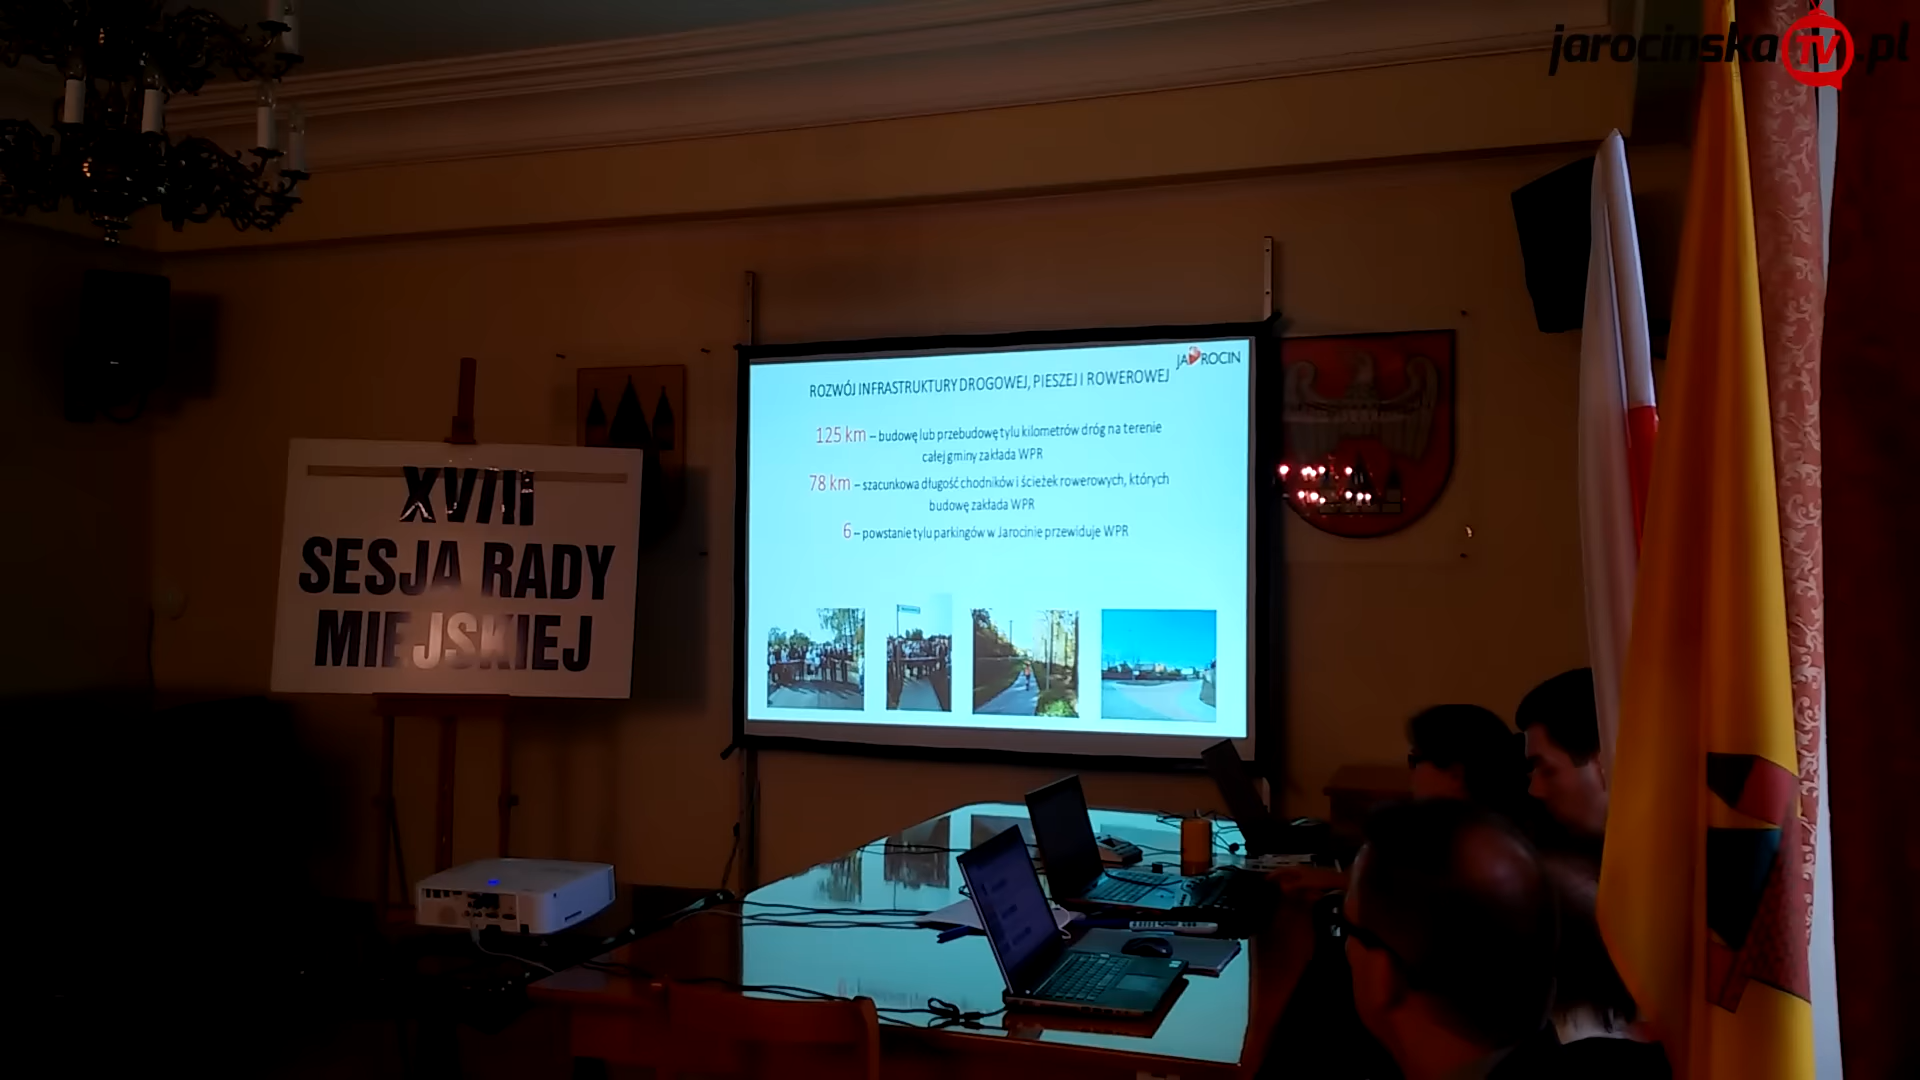 jarocinska TV .pl
JAROCIN
ROZWÓJ INFRASTRUKTURY DROGOWEJ, PIESZEJ I ROWEROWEJ
125 km – budowę lub przebudowę tylu kilometrów dróg na terenie
całej gminy zakłada WPR
78 km – szacunkowa długość chodników i ścieżek rowerowych, których
budowę zakłada WPR
6 – powstanie tylu parkingów w Jarocinie przewiduje WPR
XVIII
SESJA RADY
MIEJSKIEJ